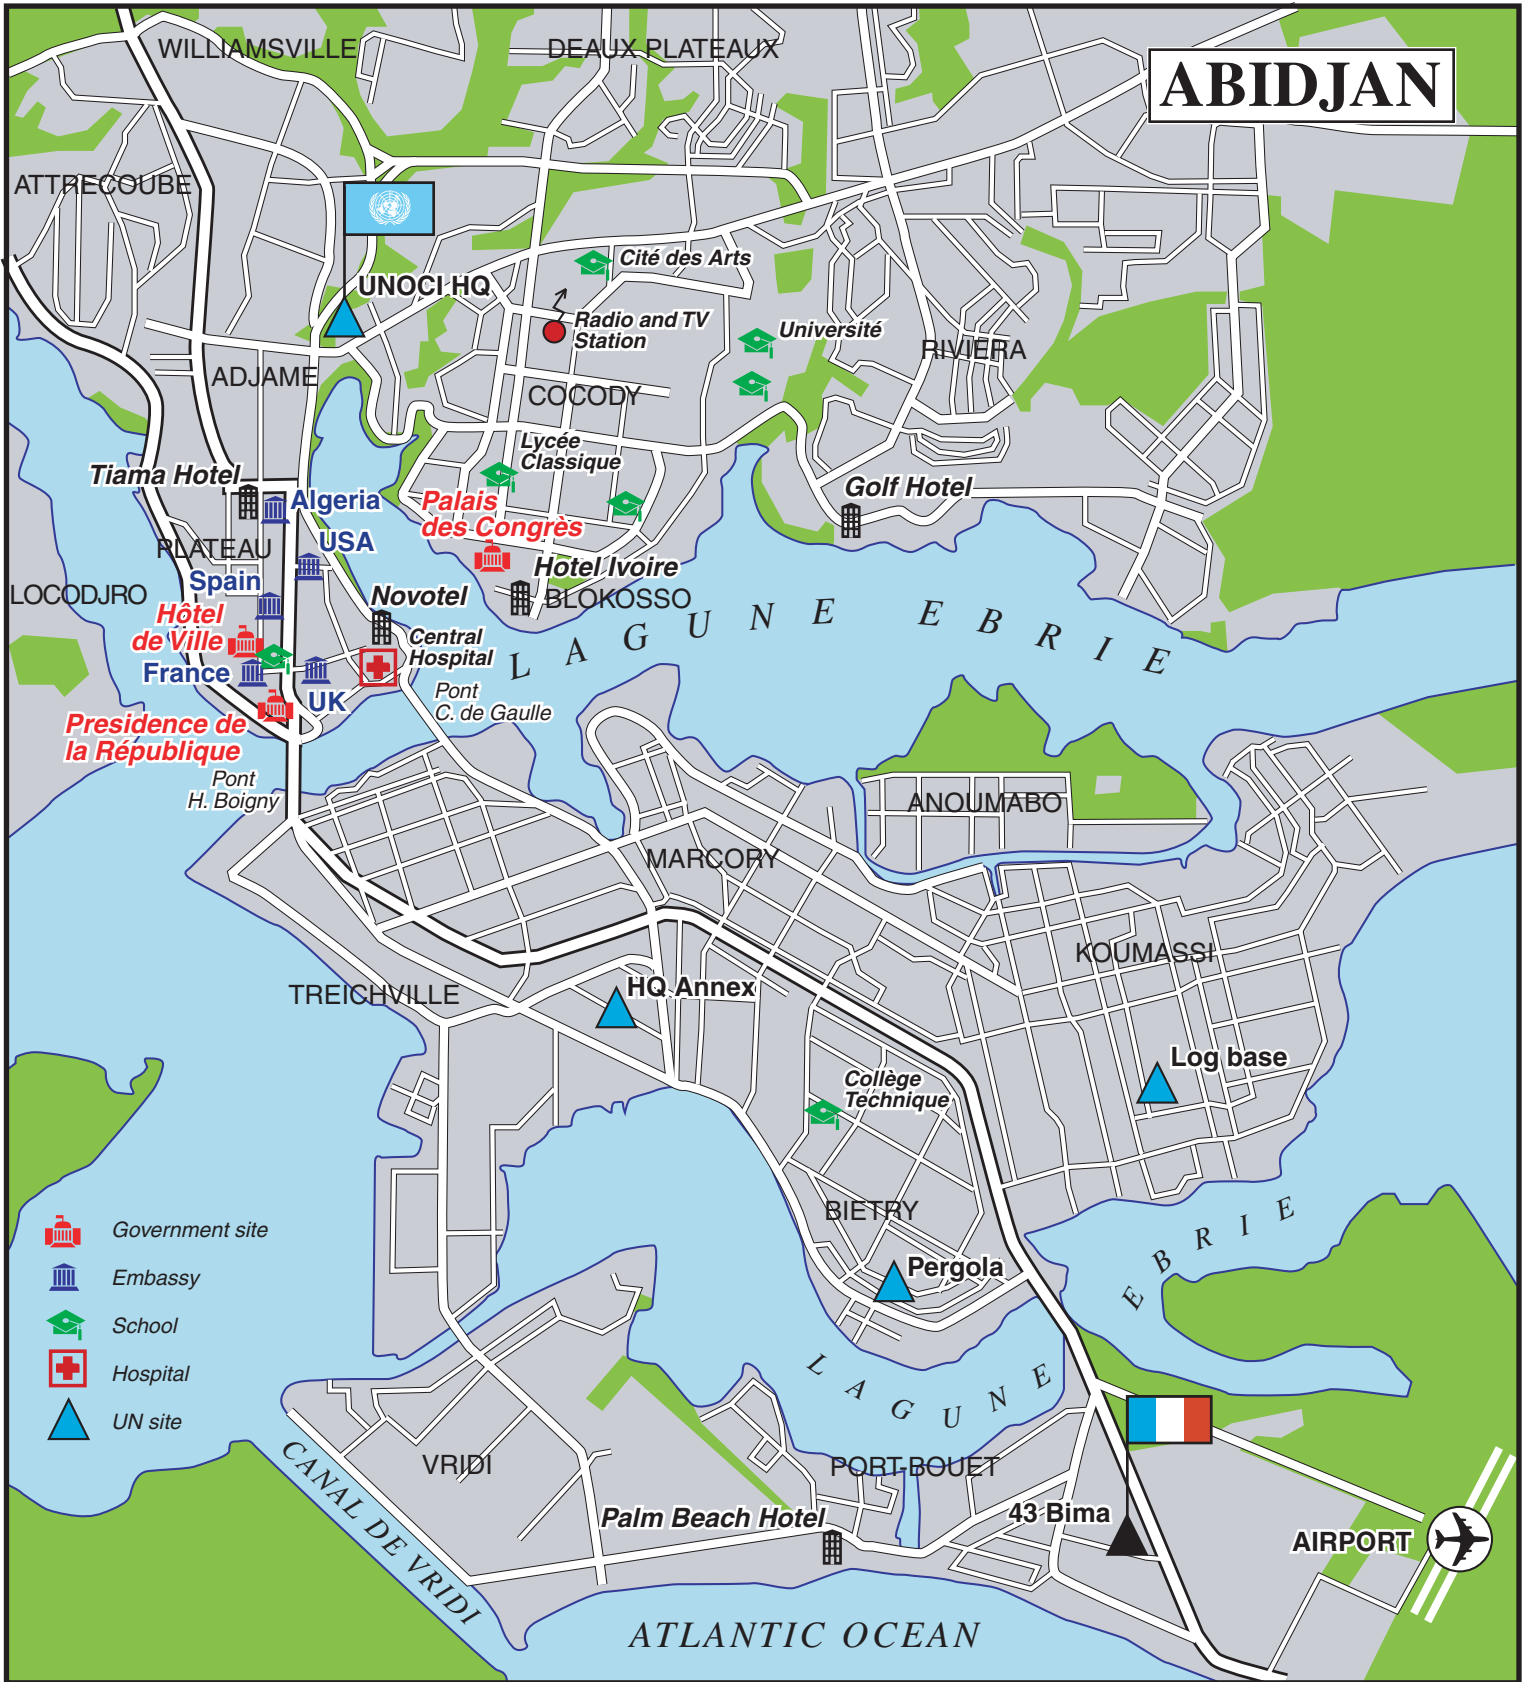 ABIDJAN
WILLIAMSVILLE
DEAUX PLATEAUX
ATTRECOUBE
Cité des Arts
UNOCI HQ
Radio and TV
Station
Université
RIVIERA
ADJAME
COCODY
Lycée
Classique
Tiama Hotel
Algeria
Palais
des Congrès
Golf Hotel
USA
PLATEAU
Spain
Hotel Ivoire
LOCODJRO
Novotel
BLOKOSSO
Hôtel
de Ville
Central
Hospital
LAGUNE EBRIE
France
UK
Pont
C. de Gaulle
Presidence de
la République
Pont
H. Boigny
ANOUMABO
MARCORY
KOUMASSI
TREICHVILLE
HQ Annex
Log base
Collège
Technique
BIETRY
Pergola
LAGUNE EBRIE
Government site
Embassy
School
Hospital
UN site
CANAL DE VRIDI
VRIDI
PORT-BOUET
Palm Beach Hotel
43 Bima
AIRPORT
ATLANTIC OCEAN